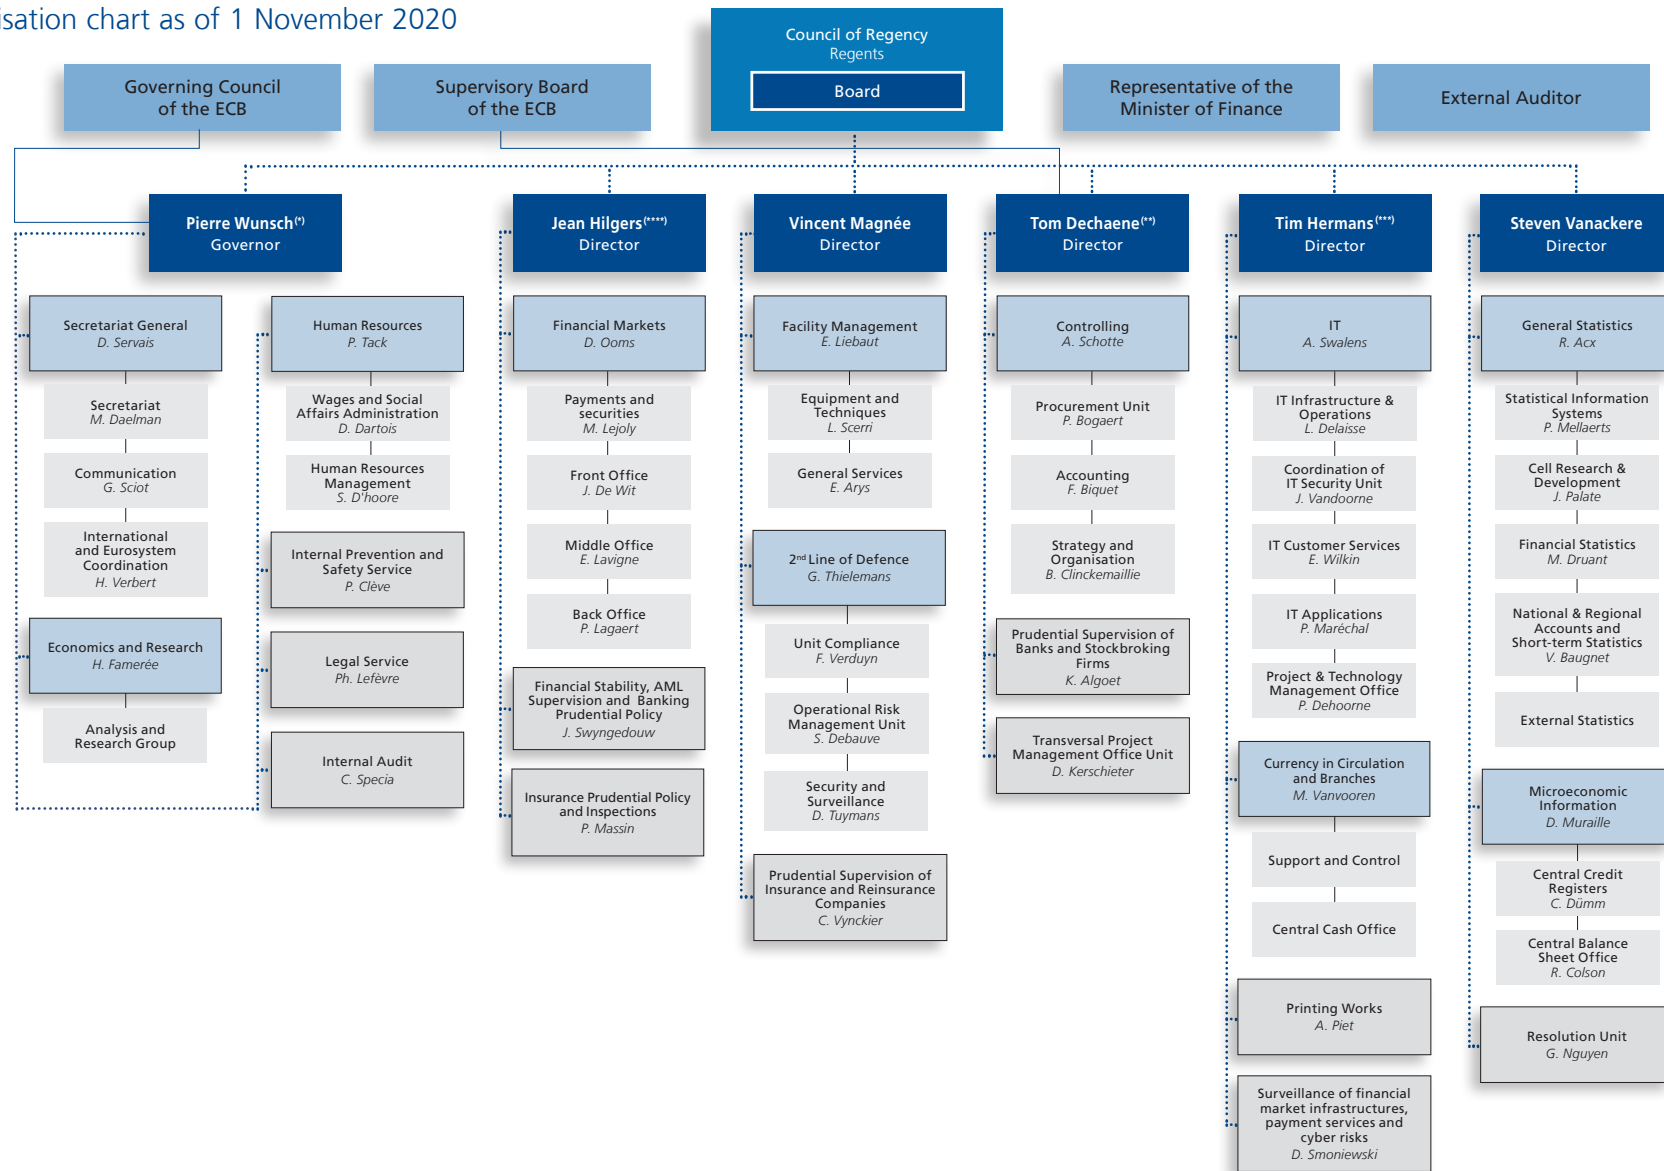 isation chart as of 1 November 2020
Council of Regency
Regents
Board
Governing Council
of the ECB
Supervisory Board
of the ECB
Representative of the
Minister of Finance
External Auditor
Pierre Wunsch(*)
Governor
Jean Hilgers(****)
Director
Vincent Magnée
Director
Tom Dechaene(**)
Director
Tim Hermans(***)
Director
Steven Vanackere
Director
Secretariat General
D. Servais
Secretariat
M. Daelman
Communication
G. Sciot
International
and Eurosystem
Coordination
H. Verbert
Economics and Research
H. Famerée
Analysis and
Research Group
Human Resources
P. Tack
Wages and Social
Affairs Administration
D. Dartois
Human Resources
Management
S. D'hoore
Internal Prevention and
Safety Service
P. Clève
Legal Service
Ph. Lefèvre
Internal Audit
C. Specia
Financial Markets
D. Ooms
Payments and
securities
M. Lejoly
Front Office
J. De Wit
Middle Office
E. Lavigne
Back Office
P. Lagaert
Financial Stability, AML
Supervision and Banking
Prudential Policy
J. Swyngedouw
Insurance Prudential Policy
and Inspections
P. Massin
Facility Management
E. Liebaut
Equipment and
Techniques
L. Scerri
General Services
E. Arys
2nd Line of Defence
G. Thielemans
Unit Compliance
F. Verduyn
Operational Risk
Management Unit
S. Debauve
Security and
Surveillance
D. Tuymans
Prudential Supervision of
Insurance and Reinsurance
Companies
C. Vynckier
Controlling
A. Schotte
Procurement Unit
P. Bogaert
Accounting
F. Biquet
Strategy and
Organisation
B. Clinckemaillie
Prudential Supervision of
Banks and Stockbroking
Firms
K. Algoet
Transversal Project
Management Office Unit
D. Kerschieter
IT
A. Swalens
IT Infrastructure &
Operations
L. Delaisse
Coordination of
IT Security Unit
J. Vandoorne
IT Customer Services
E. Wilkin
IT Applications
P. Maréchal
Project & Technology
Management Office
P. Dehoorne
Currency in Circulation
and Branches
M. Vanvooren
Support and Control
Central Cash Office
Printing Works
A. Piet
Surveillance of financial
market infrastructures,
payment services and
cyber risks
D. Smoniewski
General Statistics
R. Acx
Statistical Information
Systems
P. Mellaerts
Cell Research &
Development
J. Palate
Financial Statistics
M. Druant
National & Regional
Accounts and
Short-term Statistics
V. Baugnet
External Statistics
Microeconomic
Information
D. Muraille
Central Credit
Registers
C. Dümm
Central Balance
Sheet Office
R. Colson
Resolution Unit
G. Nguyen